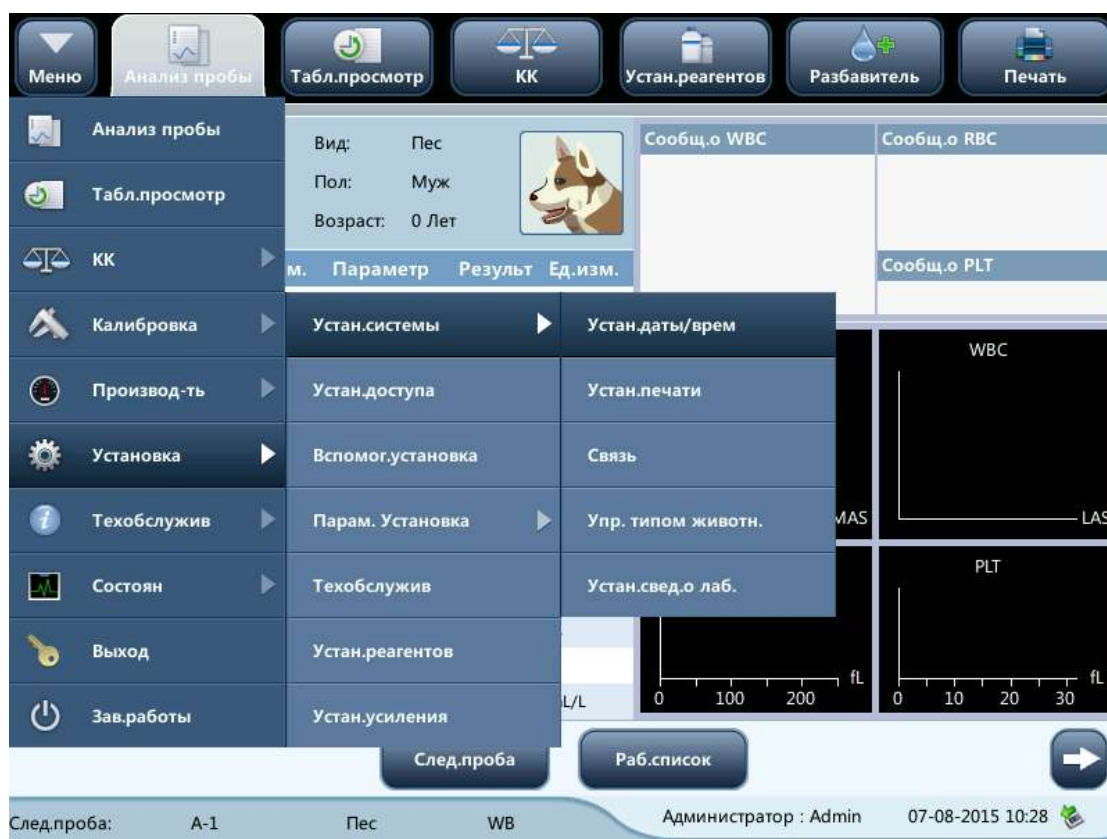 Меню
Анализ пробы
Табл.просмотр
КК
Устан.реагентов
Разбавитель
Печать
Анализ пробы
Табл.просмотр
КК
Калибровка
Производ-ть
Установка
Техобслужив
Состоян
Выход
Зав.работы
Вид: Пес
Пол: Муж
Возраст: 0 Лет
м. Параметр Результ Ед.изм.
Сообщ.о WBC
Сообщ.о RBC
Сообщ.о PLT
Устан.системы
Устан.доступа
Вспомог.установка
Парам. Установка
Техобслужив
Устан.реагентов
Устан.усиления
Устан.даты/врем
Устан.печати
Связь
Упр. типом животн.
Устан.свед.о лаб.
MAS
WBC
LAS
0 100 200 fL
PLT
0 10 20 30 fL
След.проба
Раб.список
След.проба: A-1 Пес WB
Администратор : Admin 07-08-2015 10:28